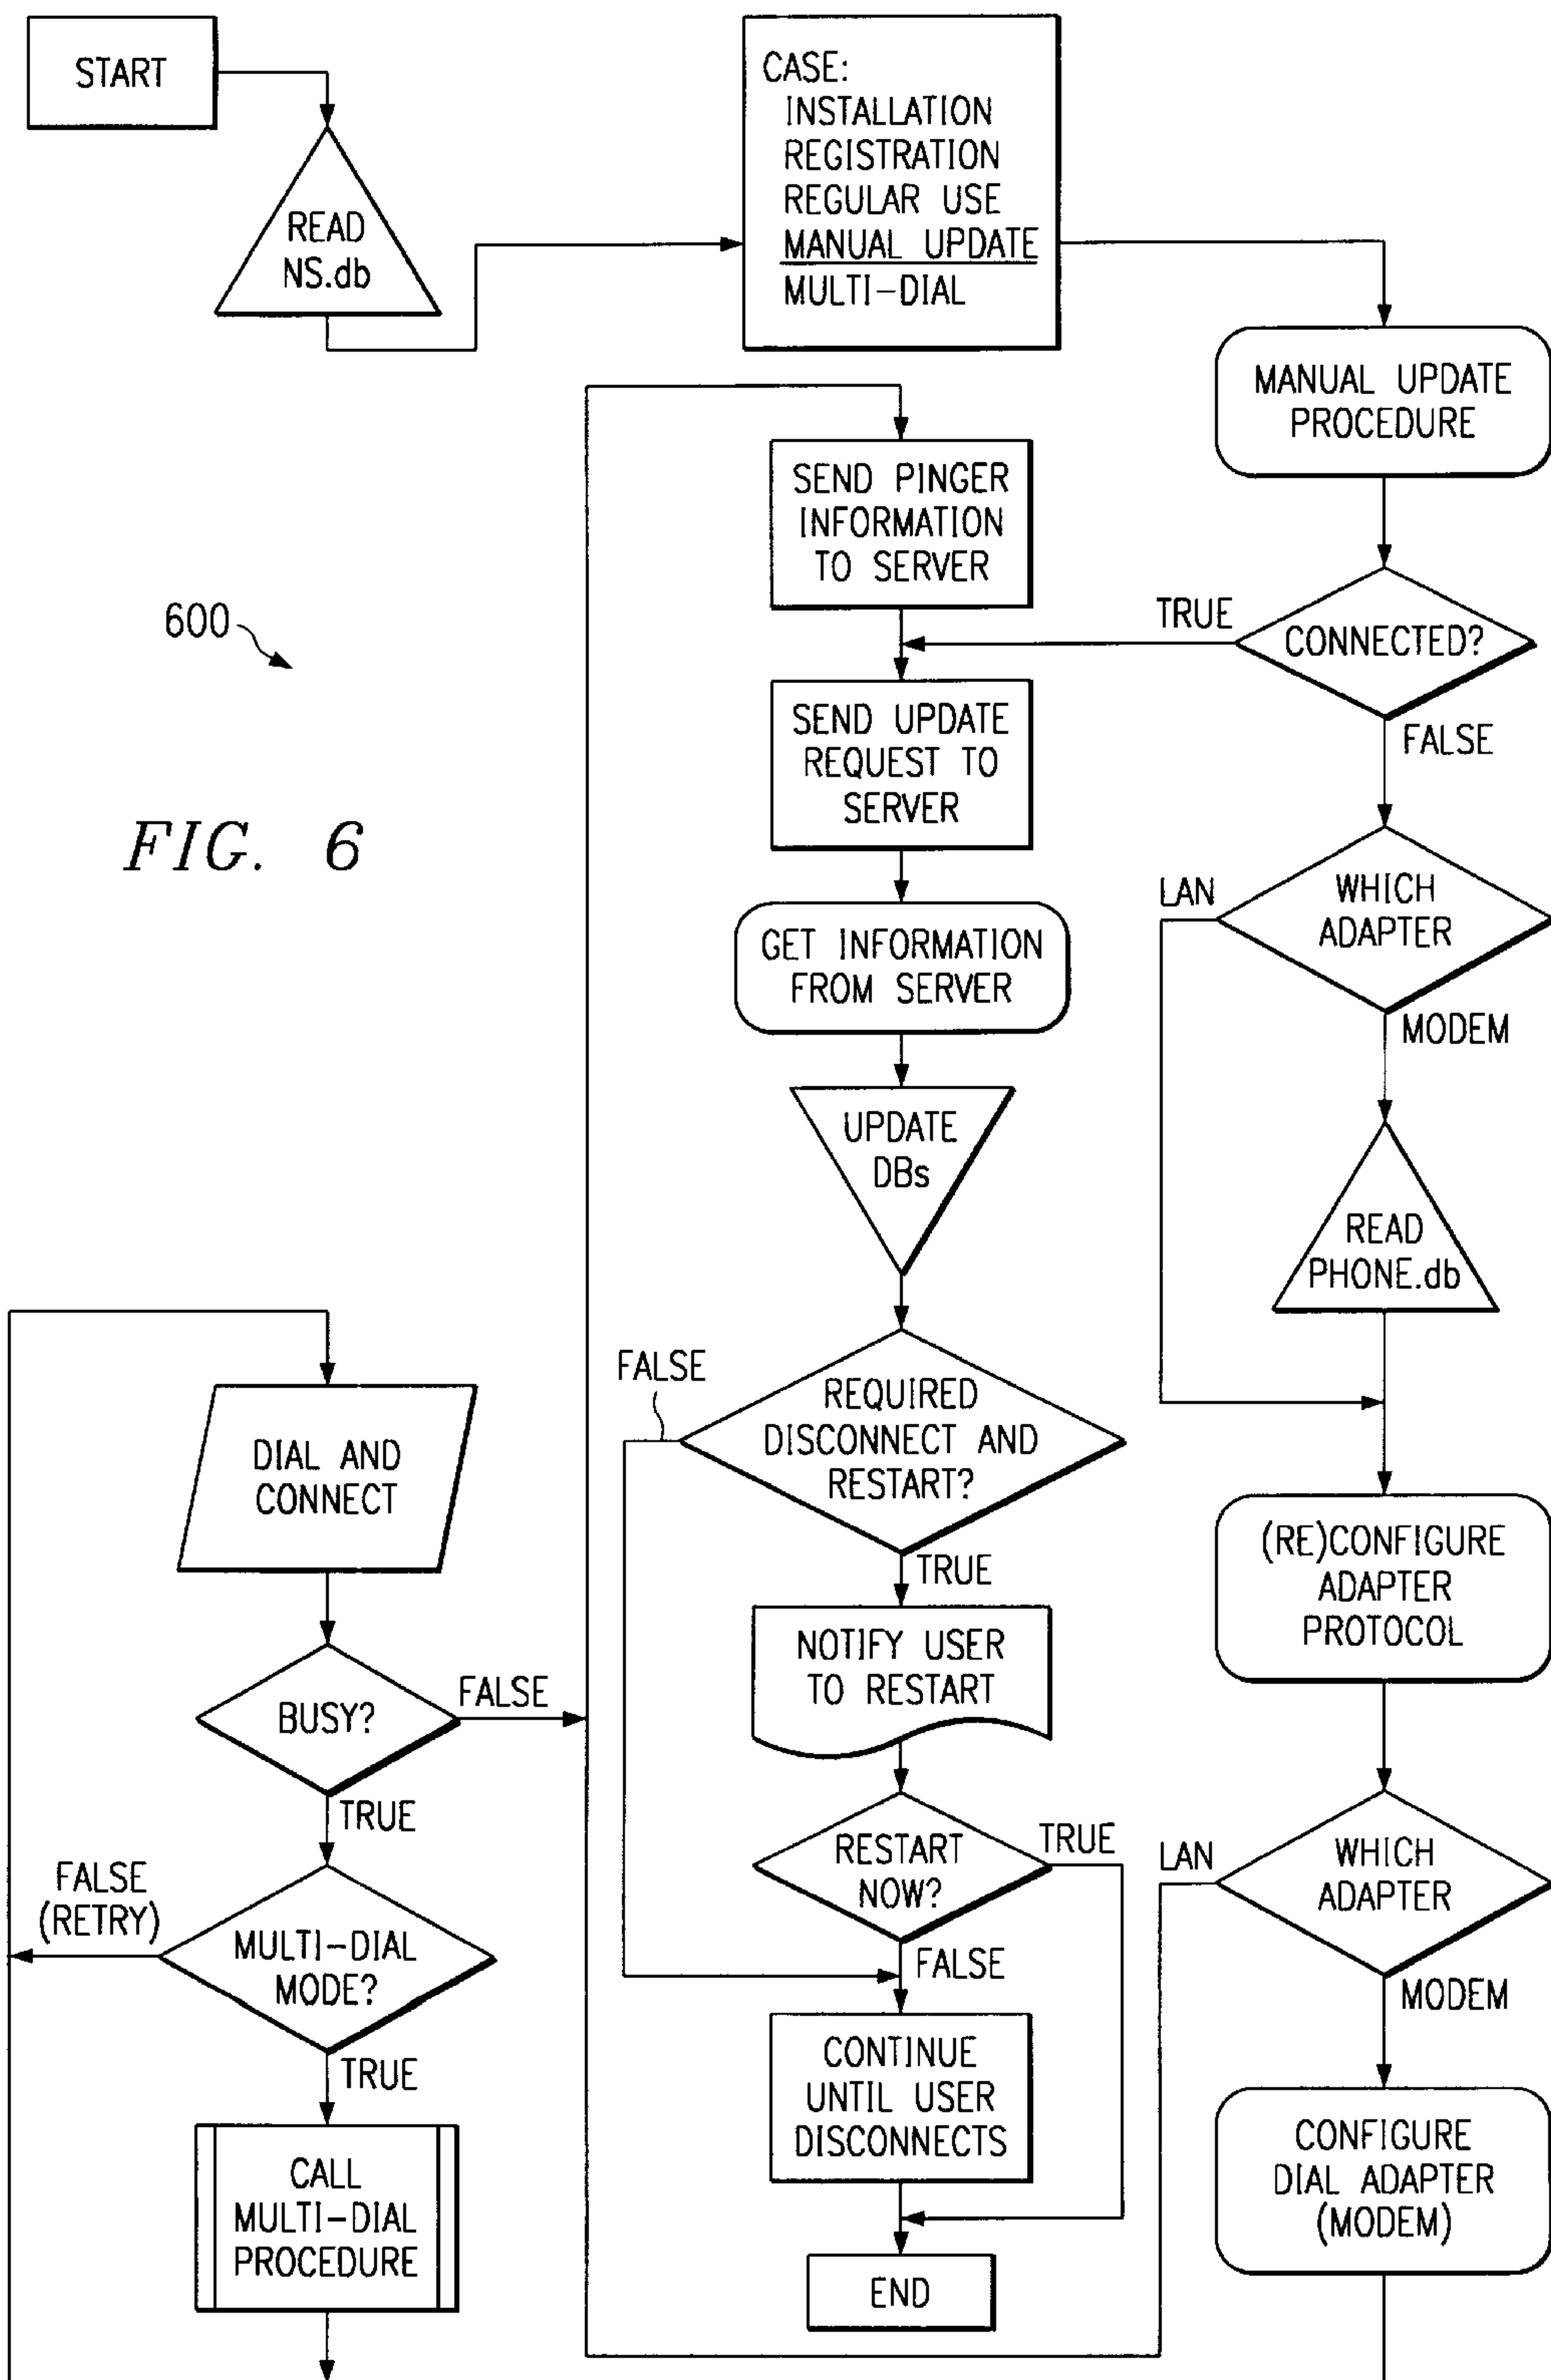 START
READ
NS.db
CASE:
INSTALLATION
REGISTRATION
REGULAR USE
MANUAL UPDATE
MULTI-DIAL
MANUAL UPDATE
PROCEDURE
SEND PINGER
INFORMATION
TO SERVER
TRUE
CONNECTED?
FALSE
600
SEND UPDATE
REQUEST TO
SERVER
FIG. 6
LAN
WHICH
ADAPTER
MODEM
GET INFORMATION
FROM SERVER
UPDATE
DBs
READ
PHONE.db
FALSE
REQUIRED
DISCONNECT AND
RESTART?
TRUE
DIAL AND
CONNECT
(RE)CONFIGURE
ADAPTER
PROTOCOL
NOTIFY USER
TO RESTART
BUSY?
FALSE
TRUE
RESTART
NOW?
TRUE
FALSE
LAN
WHICH
ADAPTER
MODEM
FALSE
(RETRY)
MULTI-DIAL
MODE?
TRUE
CONTINUE
UNTIL USER
DISCONNECTS
CALL
MULTI-DIAL
PROCEDURE
CONFIGURE
DIAL ADAPTER
(MODEM)
END